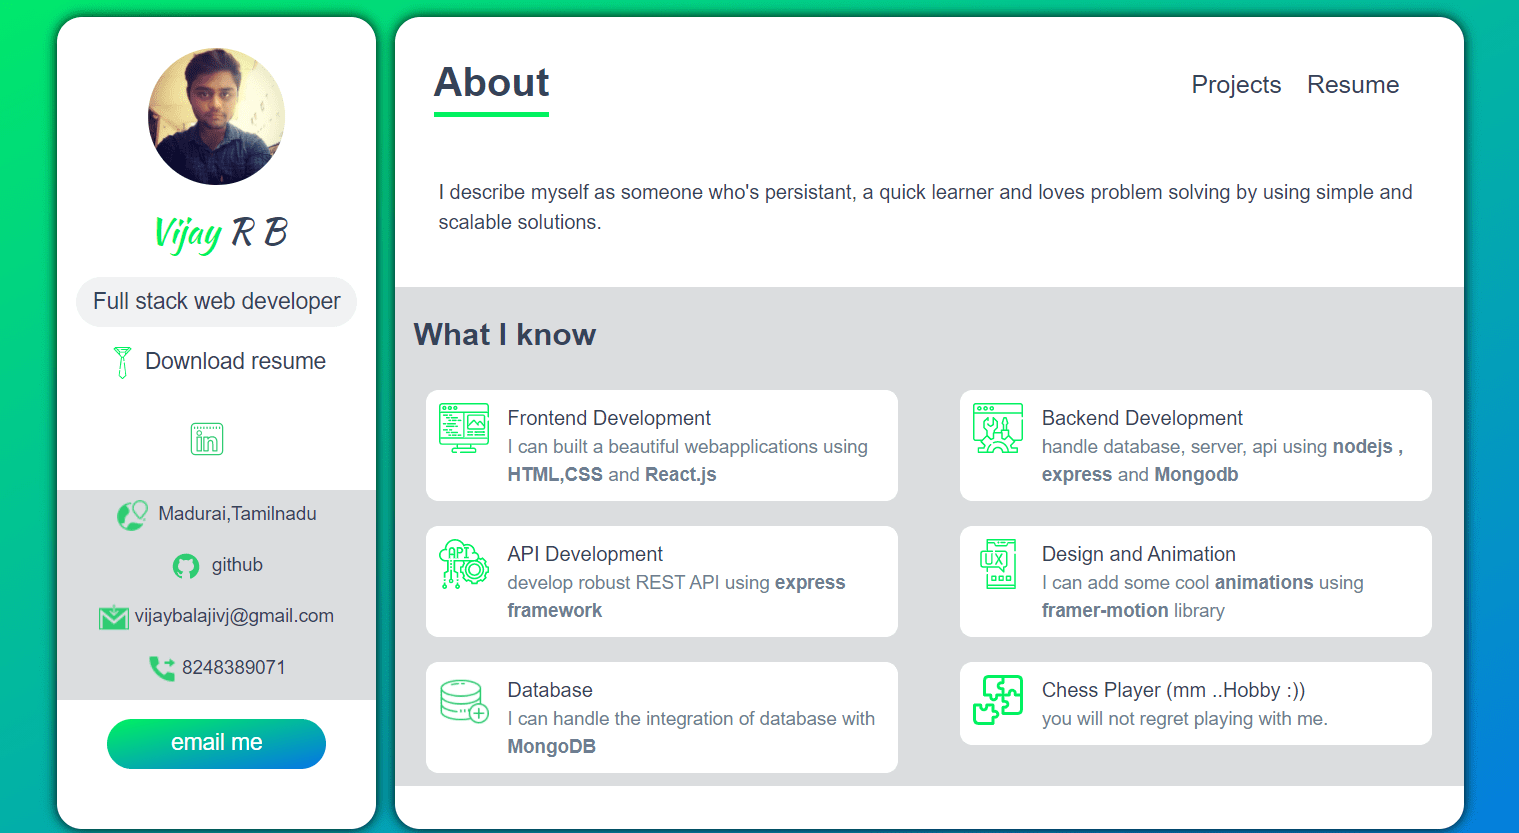 Vijay R B
Full stack web developer
Download resume
in
Madurai,Tamilnadu
github
vijaybalajivj@gmail.com
8248389071
email me
About
Projects
Resume
I describe myself as someone who's persistant, a quick learner and loves problem solving by using simple and
scalable solutions.
What I know
Frontend Development
I can built a beautiful webapplications using
HTML,CSS and React.js
Backend Development
handle database, server, api using nodejs ,
express and Mongodb
API
API Development
develop robust REST API using express
framework
UX
Design and Animation
I can add some cool animations using
framer-motion library
Database
I can handle the integration of database with
MongoDB
Chess Player (mm ..Hobby :))
you will not regret playing with me.